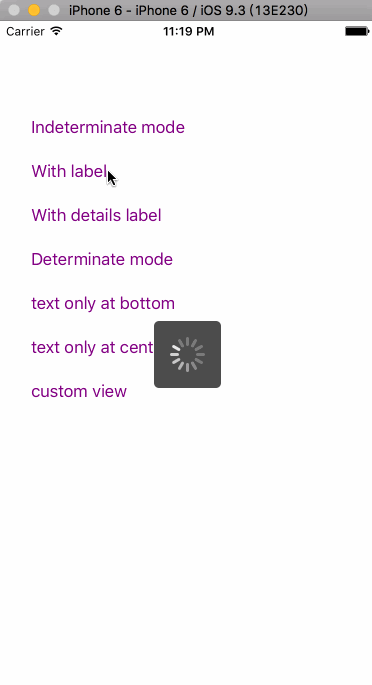 iPhone 6 - iPhone 6 / iOS 9.3 (13E230)
Carrier 11:19 PM
Indeterminate mode
With label
With details label
Determinate mode
text only at bottom
text only at cent
custom view